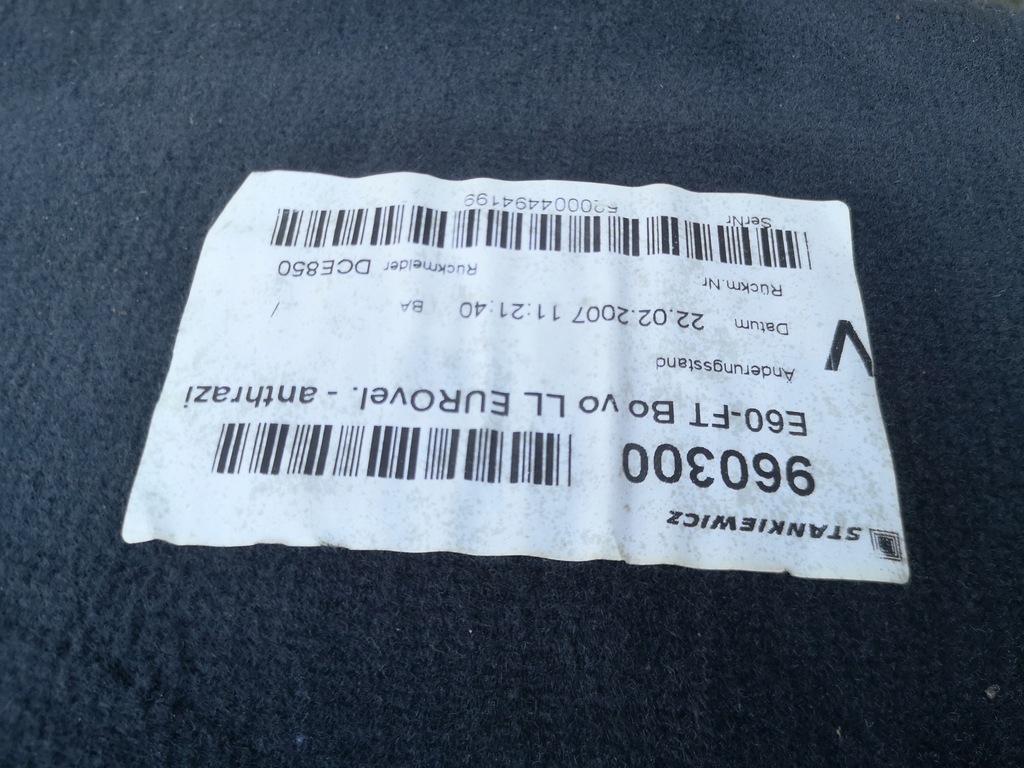 STANKIEWICZ
960300
E60-FT Bo vo LL EUROvel. - anthrazi
Änderungsstand
V
Datum 22.02.2007 11:21:40 BA /
Rückm.Nr Rückmelder DCE850
SerNr 520004494199